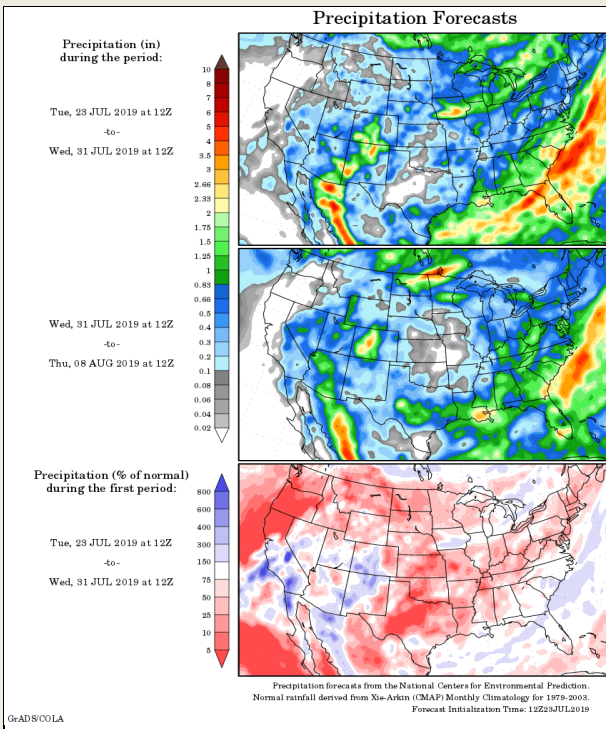 Precipitation Forecasts
Precipitation (in)
during the period:
Tue, 23 JUL 2019 at 12Z
-to-
Wed, 31 JUL 2019 at 12Z
10
8
7
6
5
4
3.5
3
2.66
2.33
2
1.75
1.5
1.25
1
0.83
0.66
0.5
0.4
0.3
0.2
0.1
0.08
0.06
0.04
0.02
Wed, 31 JUL 2019 at 12Z
-to-
Thu, 08 AUG 2019 at 12Z
Precipitation (% of normal)
during the first period:
Tue, 23 JUL 2019 at 12Z
-to-
Wed, 31 JUL 2019 at 12Z
800
600
400
300
150
75
50
25
10
5
Precipitation forecasts from the National Centers for Environmental Prediction.
Normal rainfall derived from Xie-Arkin (CMAP) Monthly Climatology for 1979-2003.
Forecast Initialization Time: 12Z23JUL2019
GrADS/COLA